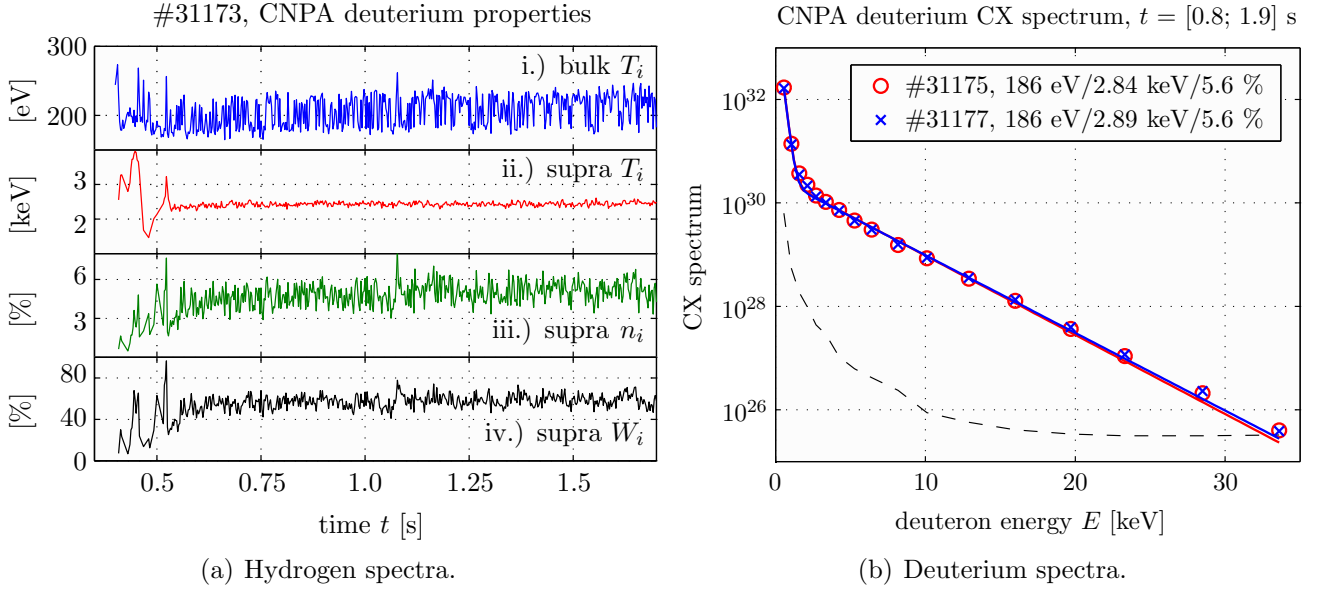 #31173, CNPA deuterium properties
300
200
[eV]
i.) bulk T_i
3
2
[keV]
ii.) supra T_i
6
3
[%]
iii.) supra n_i
80
40
0
[%]
iv.) supra W_i
0.5 0.75 1.0 1.25 1.5
time t [s]
(a) Hydrogen spectra.
CNPA deuterium CX spectrum, t = [0.8; 1.9] s
#31175, 186 eV/2.84 keV/5.6 %
#31177, 186 eV/2.89 keV/5.6 %
10^32
10^30
10^28
10^26
CX spectrum
0 10 20 30
deuteron energy E [keV]
(b) Deuterium spectra.